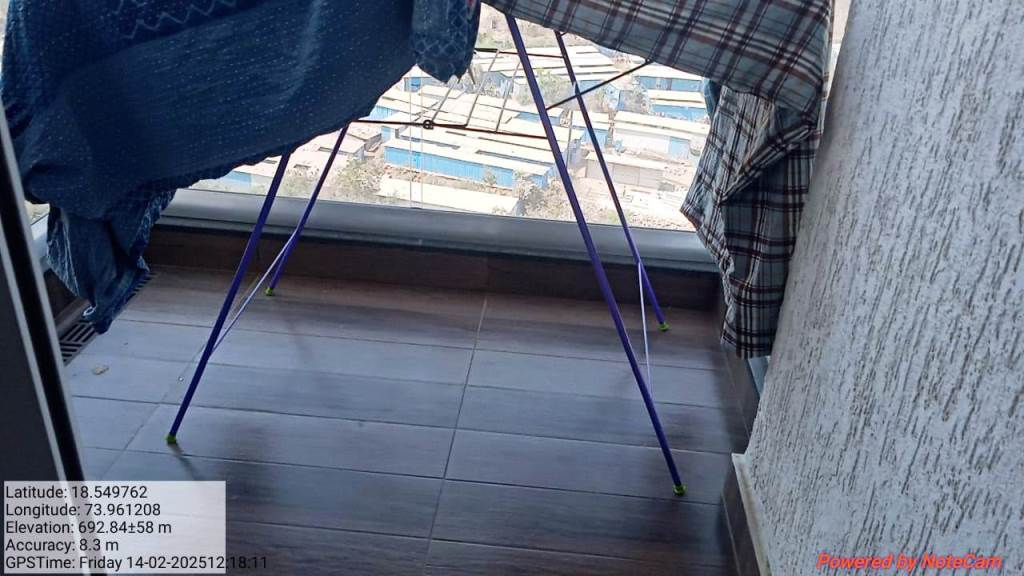 Latitude: 18.549762
Longitude: 73.961208
Elevation: 692.84±58 m
Accuracy: 8.3 m
GPSTime: Friday 14-02-202512:18:11
Powered by NoteCam